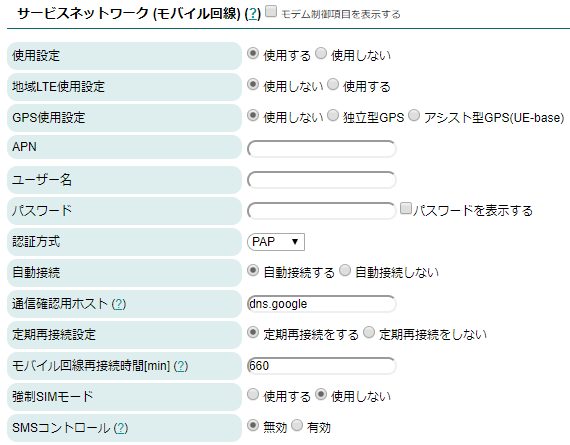 サービスネットワーク (モバイル回線) (?) モデム制御項目を表示する
使用設定 使用する 使用しない
地域LTE使用設定 使用しない 使用する
GPS使用設定 使用しない 独立型GPS アシスト型GPS(UE-base)
APN
ユーザー名
パスワード パスワードを表示する
認証方式 PAP
自動接続 自動接続する 自動接続しない
通信確認用ホスト (?) dns.google
定期再接続設定 定期再接続をする 定期再接続をしない
モバイル回線再接続時間[min] (?) 660
強制SIMモード 使用する 使用しない
SMSコントロール (?) 無効 有効